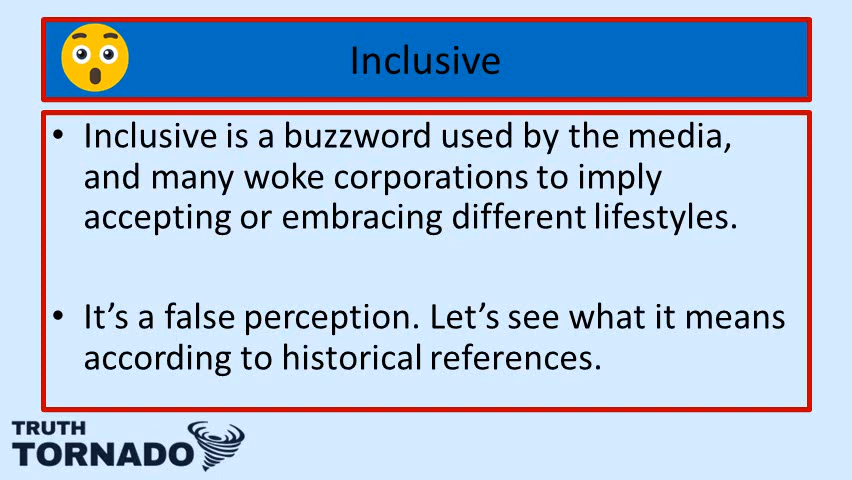 Inclusive
• Inclusive is a buzzword used by the media,
and many woke corporations to imply
accepting or embracing different lifestyles.
• It’s a false perception. Let’s see what it means
according to historical references.
TRUTH
TORNADO